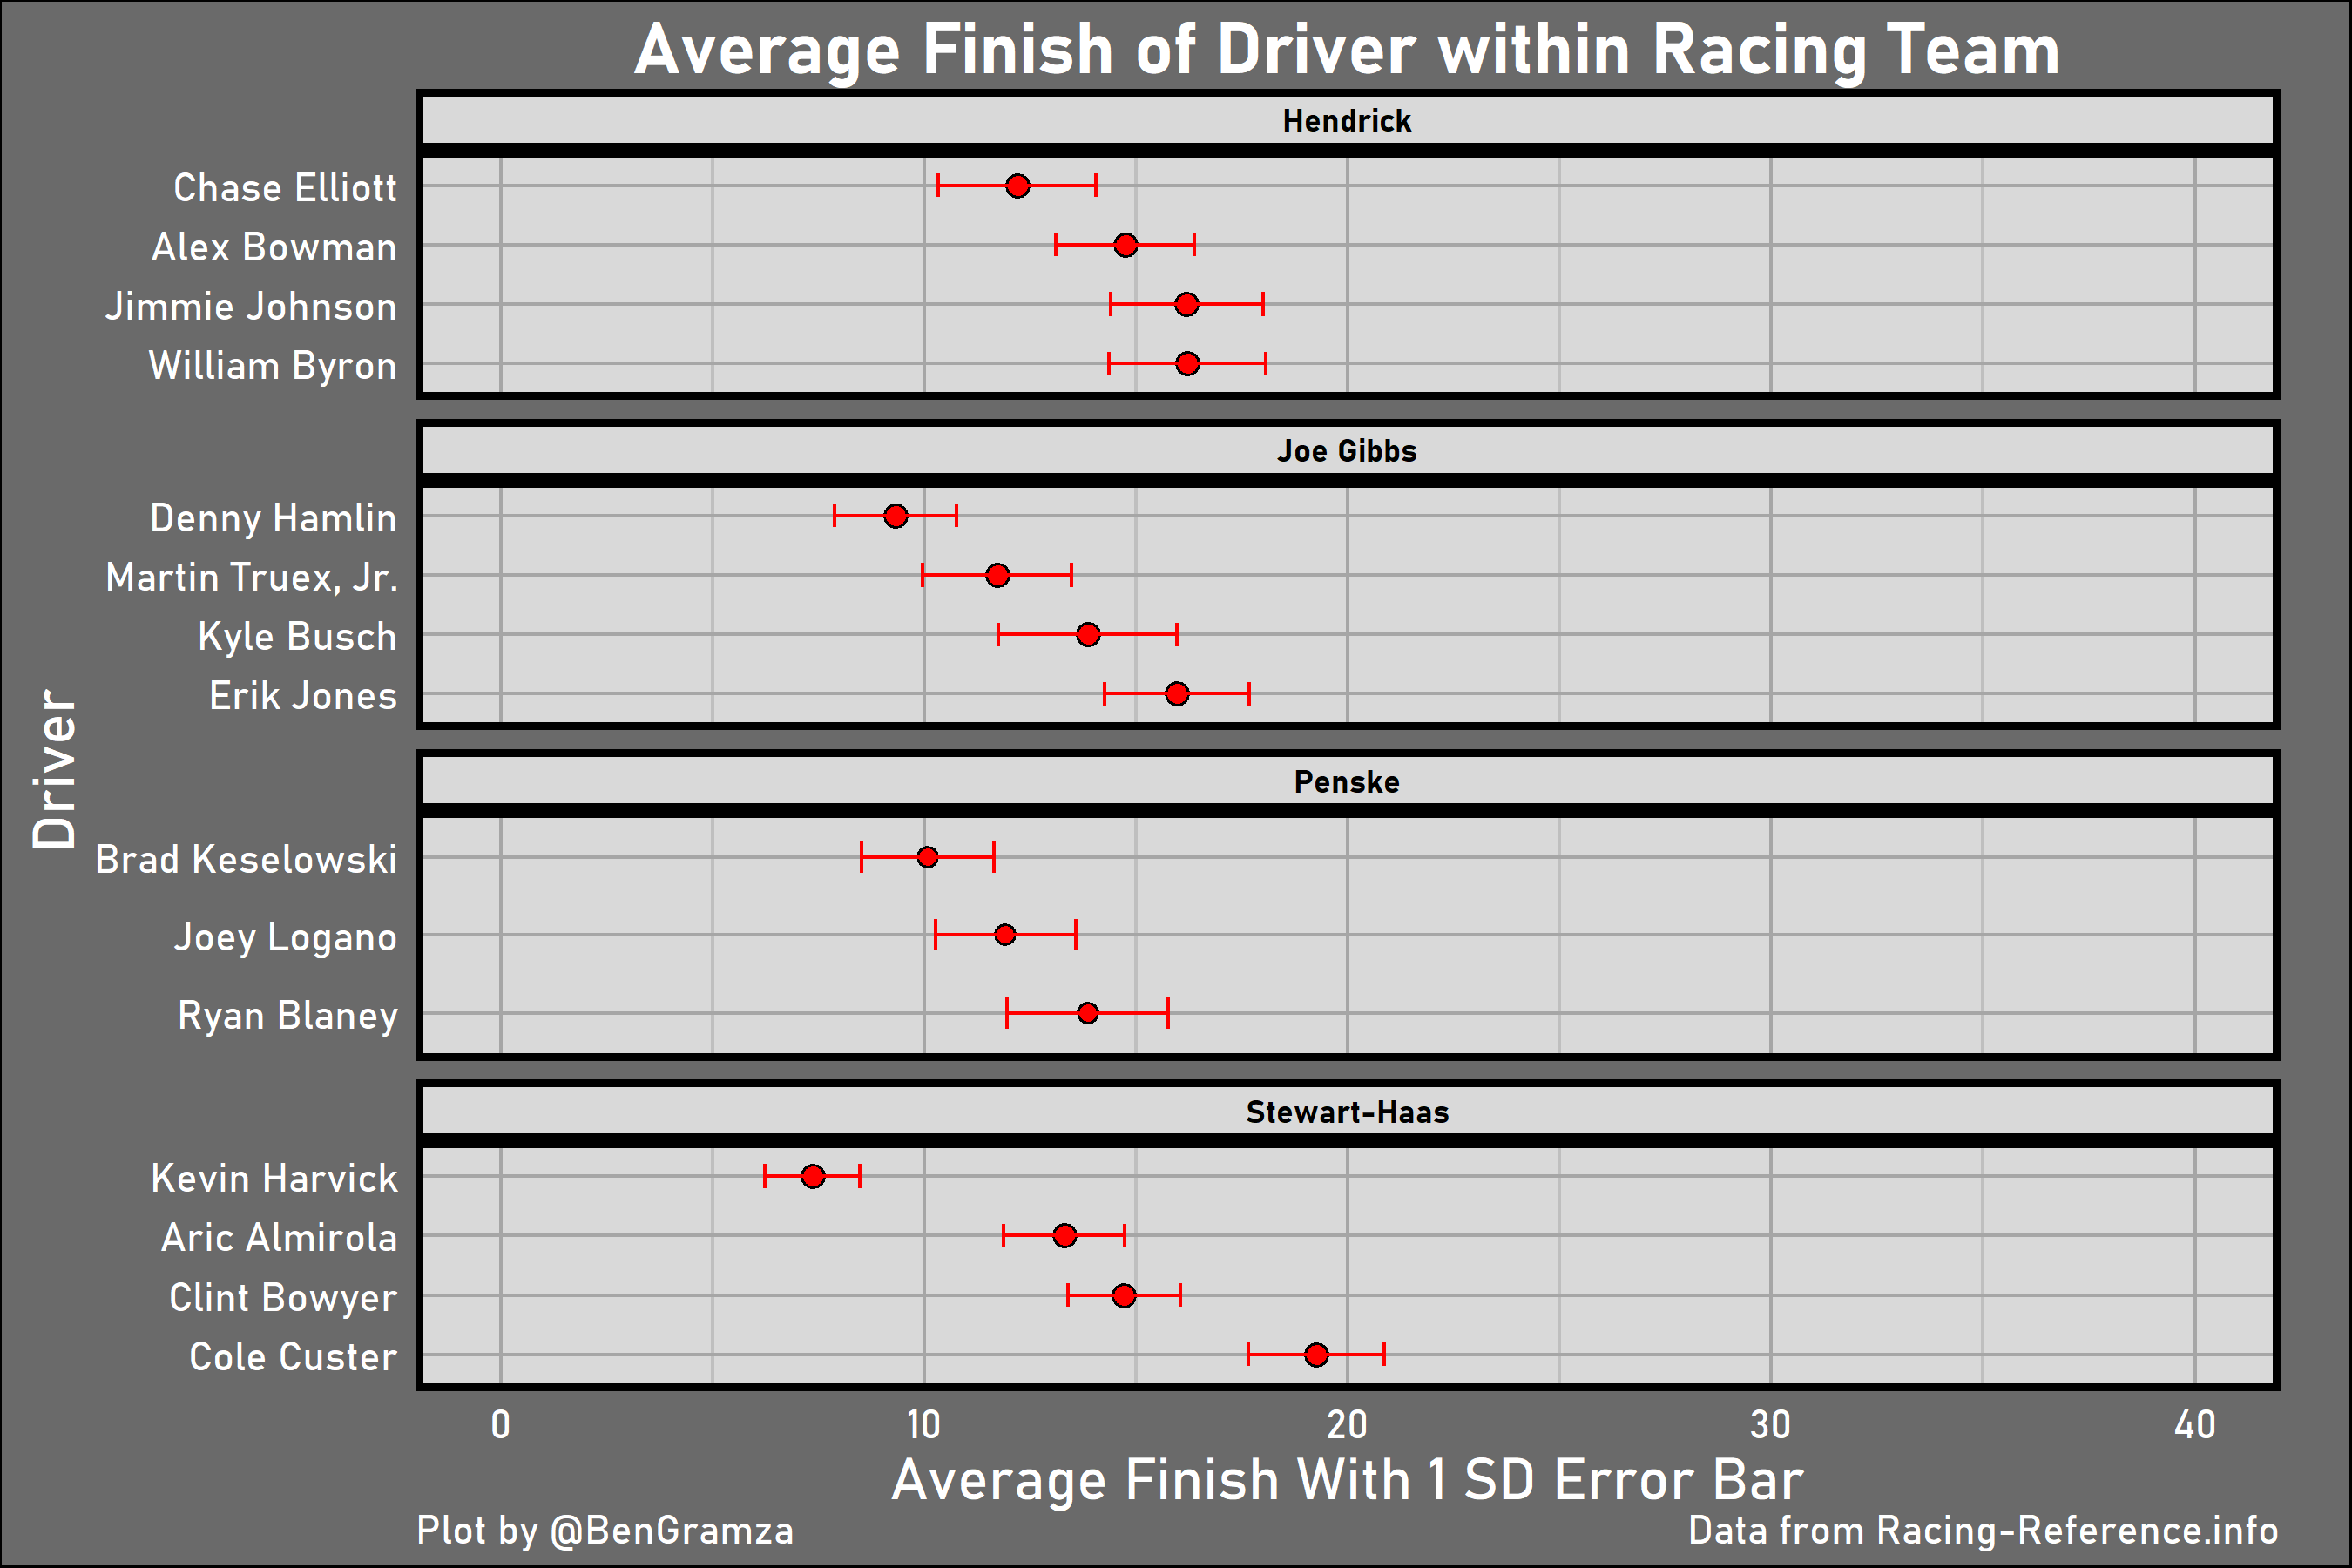 Average Finish of Driver within Racing Team
Hendrick
Chase Elliott
Alex Bowman
Jimmie Johnson
William Byron
Joe Gibbs
Denny Hamlin
Martin Truex, Jr.
Kyle Busch
Erik Jones
Driver
Penske
Brad Keselowski
Joey Logano
Ryan Blaney
Stewart-Haas
Kevin Harvick
Aric Almirola
Clint Bowyer
Cole Custer
0 10 20 30 40
Average Finish With 1 SD Error Bar
Plot by @BenGramza
Data from Racing-Reference.info